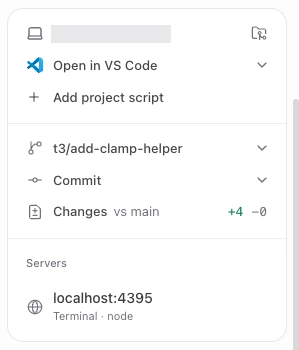 Open in VS Code
Add project script
t3/add-clamp-helper
Commit
Changes vs main +4 −0
Servers
localhost:4395
Terminal · node